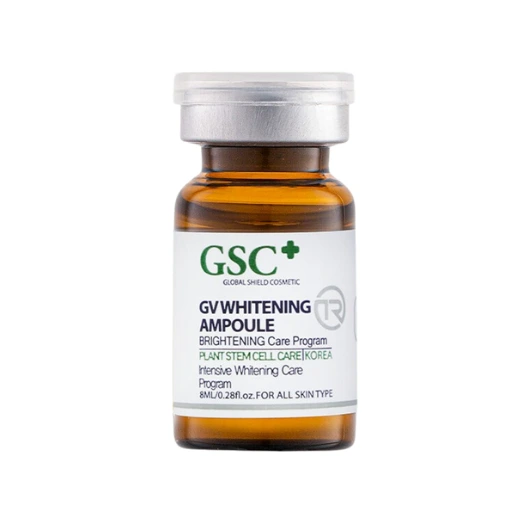 GSC+
GLOBAL SHIELD COSMETIC
GV WHITENING
AMPOULE
TR
BRIGHTENING Care Program
PLANT STEM CELL CARE|KOREA
Intensive Whitening Care
Program
8ML/0.28fl.oz. FOR ALL SKIN TYPE